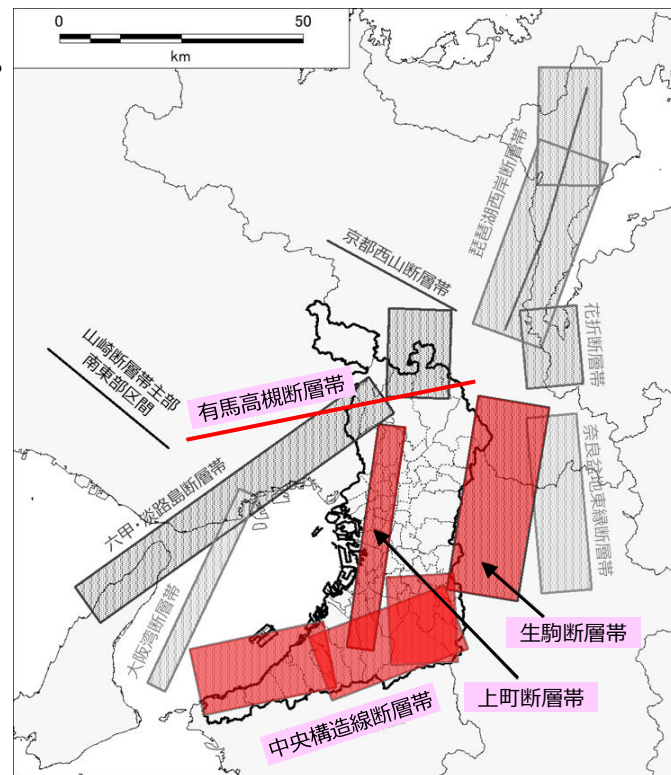 0
50
km
琵琶湖西岸断層帯
京都西山断層帯
花折断層帯
山崎断層帯主部
南東部区間
有馬高槻断層帯
六甲・淡路島断層帯
奈良盆地東縁断層帯
大阪湾断層帯
生駒断層帯
上町断層帯
中央構造線断層帯